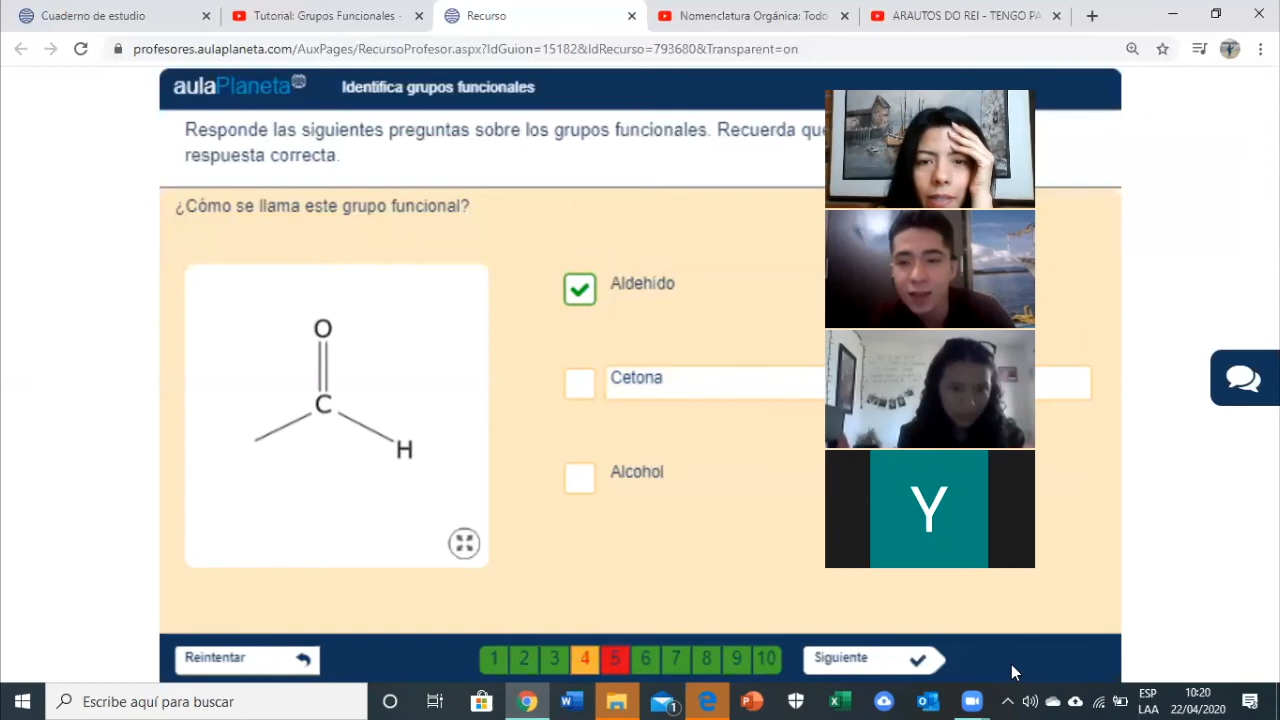 Cuaderno de estudio
Tutorial: Grupos Funcionales -
Recurso
Nomenclatura Orgánica: Todo
ARAUTOS DO REI - TENGO PA
profesores.aulaplaneta.com/AuxPages/RecursoProfesor.aspx?IdGuion=15182&IdRecurso=793680&Transparent=on
aulaPlaneta
Identifica grupos funcionales
Responde las siguientes preguntas sobre los grupos funcionales. Recuerda que
respuesta correcta.
¿Cómo se llama este grupo funcional?
O
C
H
Aldehído
Cetona
Alcohol
Y
Reintentar
1 2 3 4 5 6 7 8 9 10
Siguiente
Escribe aquí para buscar
1
ESP
LAA
10:20
22/04/2020